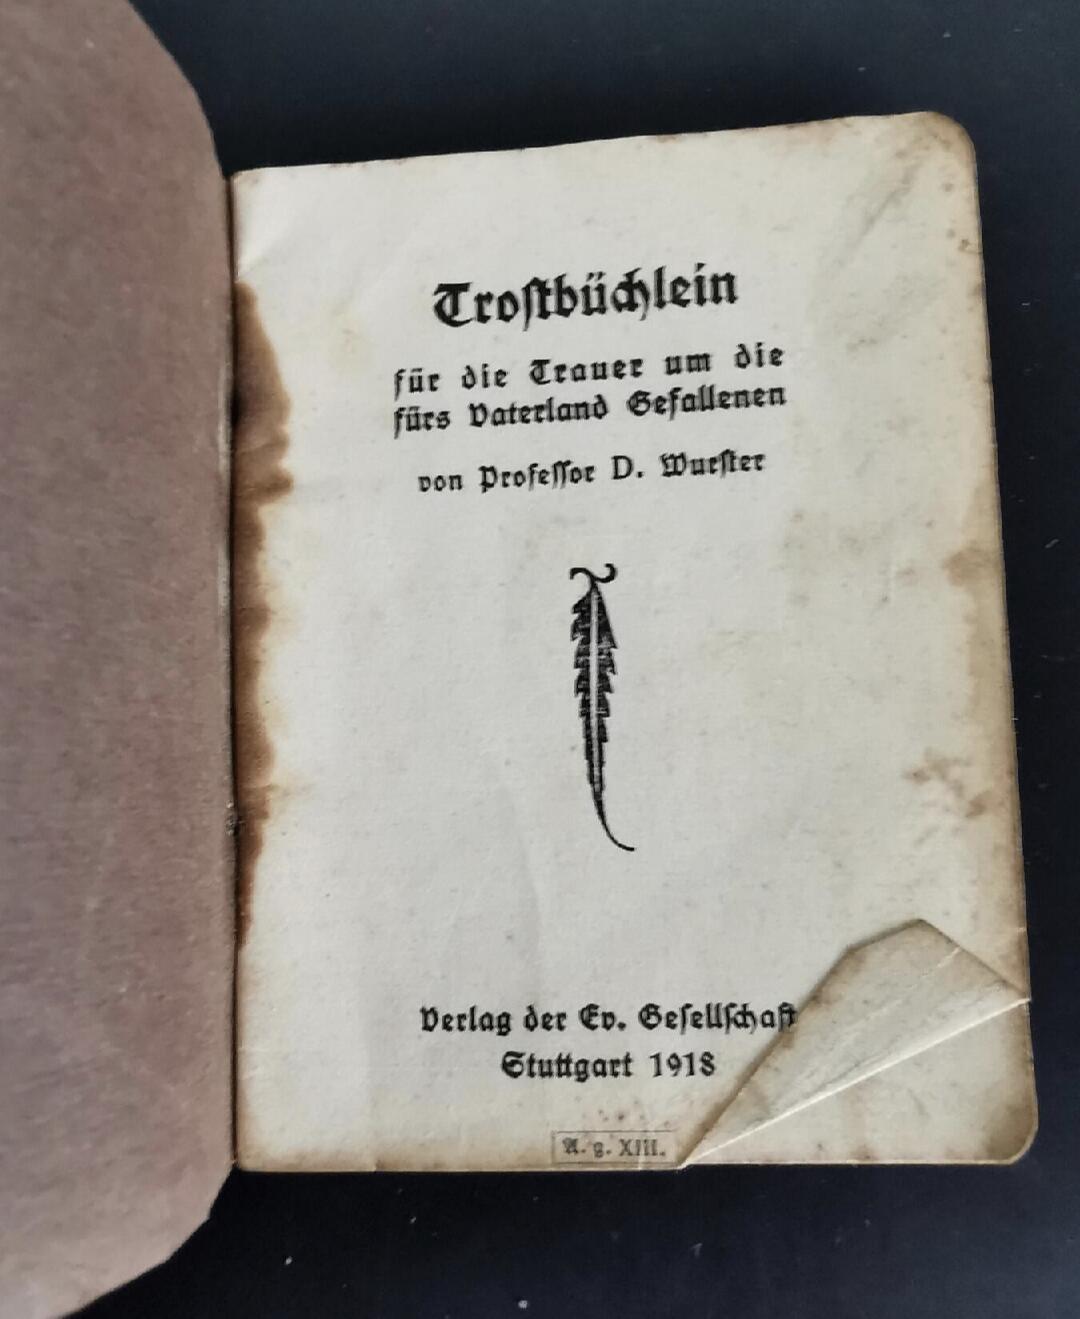 Trostbüchlein
für die Trauer um die
fürs Vaterland Gefallenen
von Professor D. Wurster
Verlag der Ev. Gesellschaft
Stuttgart 1918
A. g. XIII.